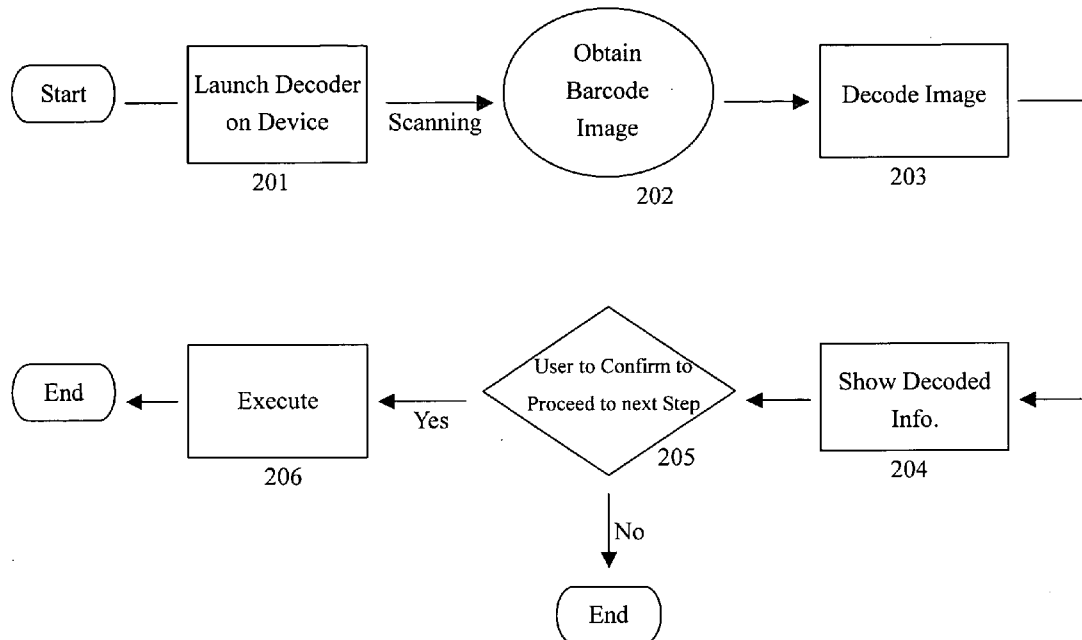 Start
Launch Decoder
on Device
201
Scanning
Obtain
Barcode
Image
202
Decode Image
203
Show Decoded
Info.
204
User to Confirm to
Proceed to next Step
205
Yes
Execute
206
End
No
End